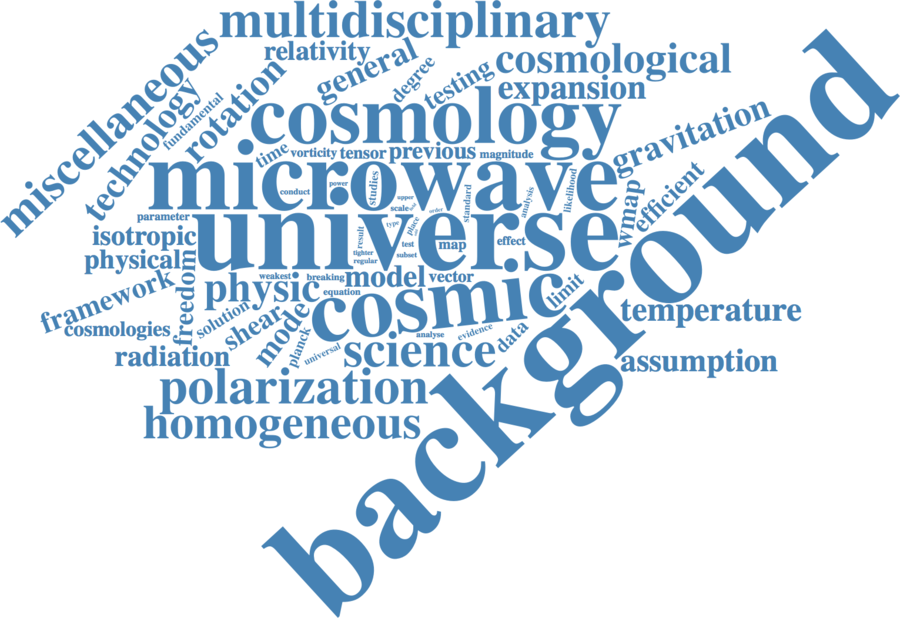 multidisciplinary
miscellaneous
relativity
general
degree
testing
cosmological
expansion
technology
fundamental
rotation
cosmology
gravitation
background
time
vorticity
tensor
previous
magnitude
microwave
conduct
power
studies
upper
scale
order
standard
analysis
likelihood
wmap
efficient
parameter
isotropic
universe
result
type
place
test
map
effect
physical
tighter
regular
subset
freedom
framework
weakest
breaking
model
vector
physic
equation
cosmic
limit
temperature
cosmologies
solution
shear
mode
planck
universal
analyse
evidence
data
radiation
science
assumption
polarization
homogeneous